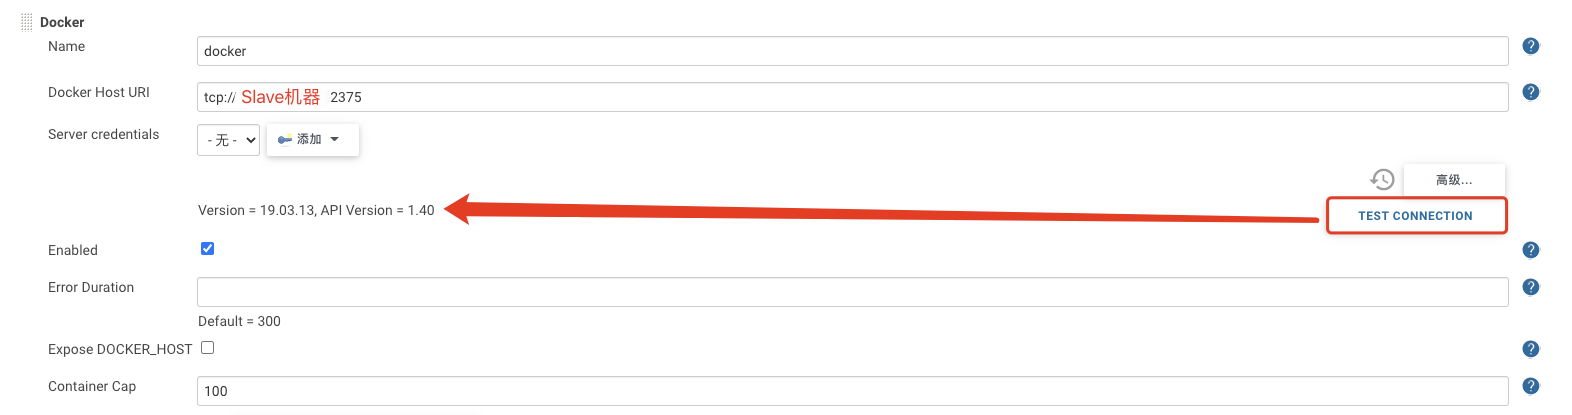 Docker
Name
docker
Docker Host URI
tcp:// Slave机器 2375
Server credentials
- 无 -
添加
高级...
Version = 19.03.13, API Version = 1.40
TEST CONNECTION
Enabled
Error Duration
Default = 300
Expose DOCKER_HOST
Container Cap
100